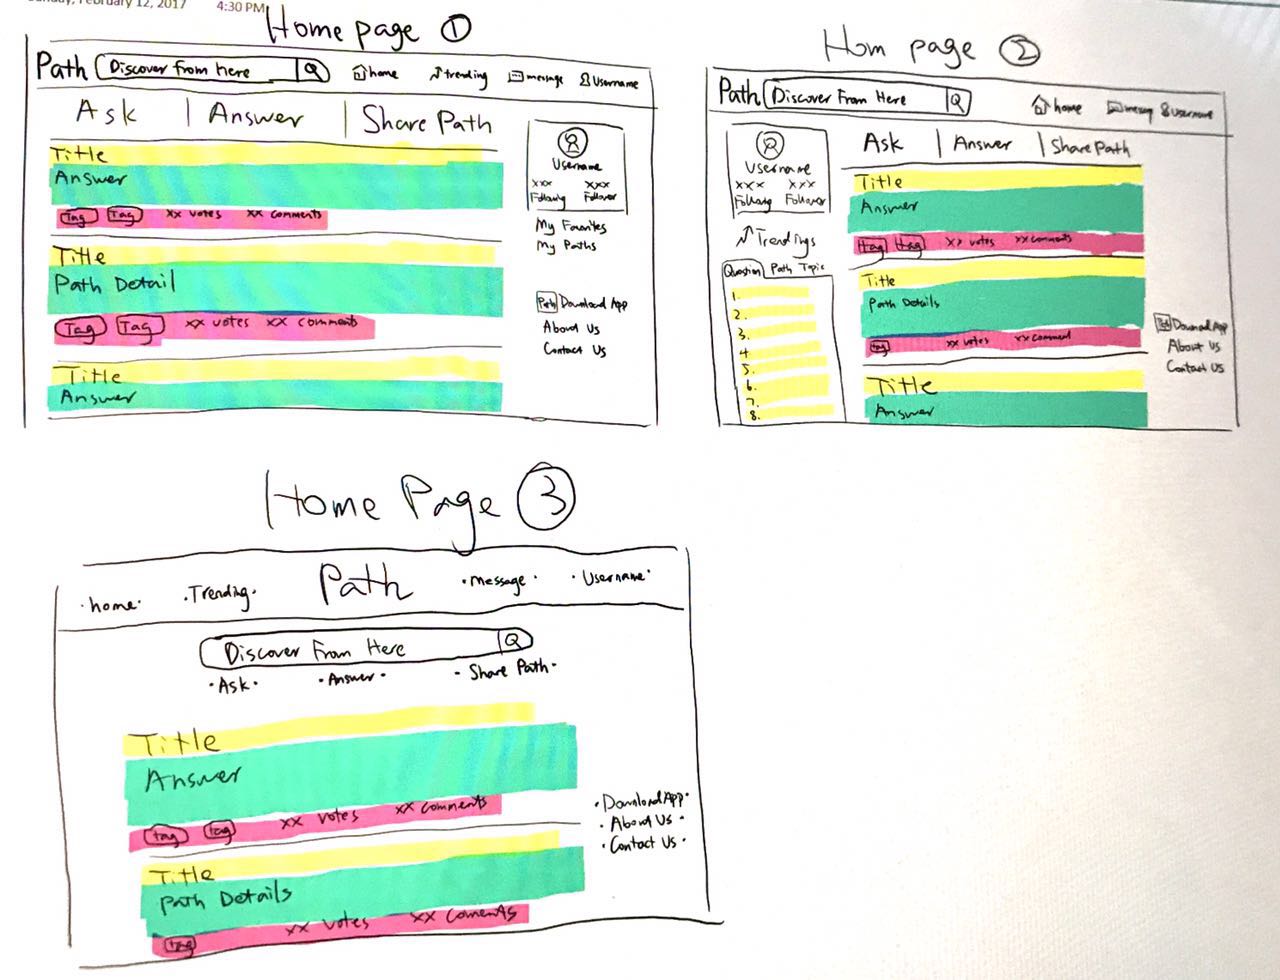 February 12, 2017 4:30 PM
Home page ①
Path Discover From Here home trending message Username
Ask | Answer | Share Path
Title
Answer
Tag Tag xx votes xx comments
Title
Path Detail
Tag Tag xx votes xx comments
Title
Answer
Username
xxx xxx
Following Follower
My Favorites
My Paths
Path Download App
About Us
Contact Us
Hom page ②
Path Discover From Here home messag Username
Username
xxx xxx
Following Follower
Trendings
Question Path Topic
1.
2.
3.
4
5.
6.
7.
8.
Ask | Answer | Share Path
Title
Answer
tag tag xx votes xx comments
Title
Path Details
tag xx votes xx comment
Title
Answer
Download App
About Us
Contact Us
Home Page ③
·home· ·Trending· Path ·Message· ·Username·
Discover From Here
·Ask· ·Answer· ·Share Path·
Title
Answer
tag tag xx votes xx comments
Title
Path Details
tag xx votes xx coments
·Download App·
·About Us·
·Contact Us·